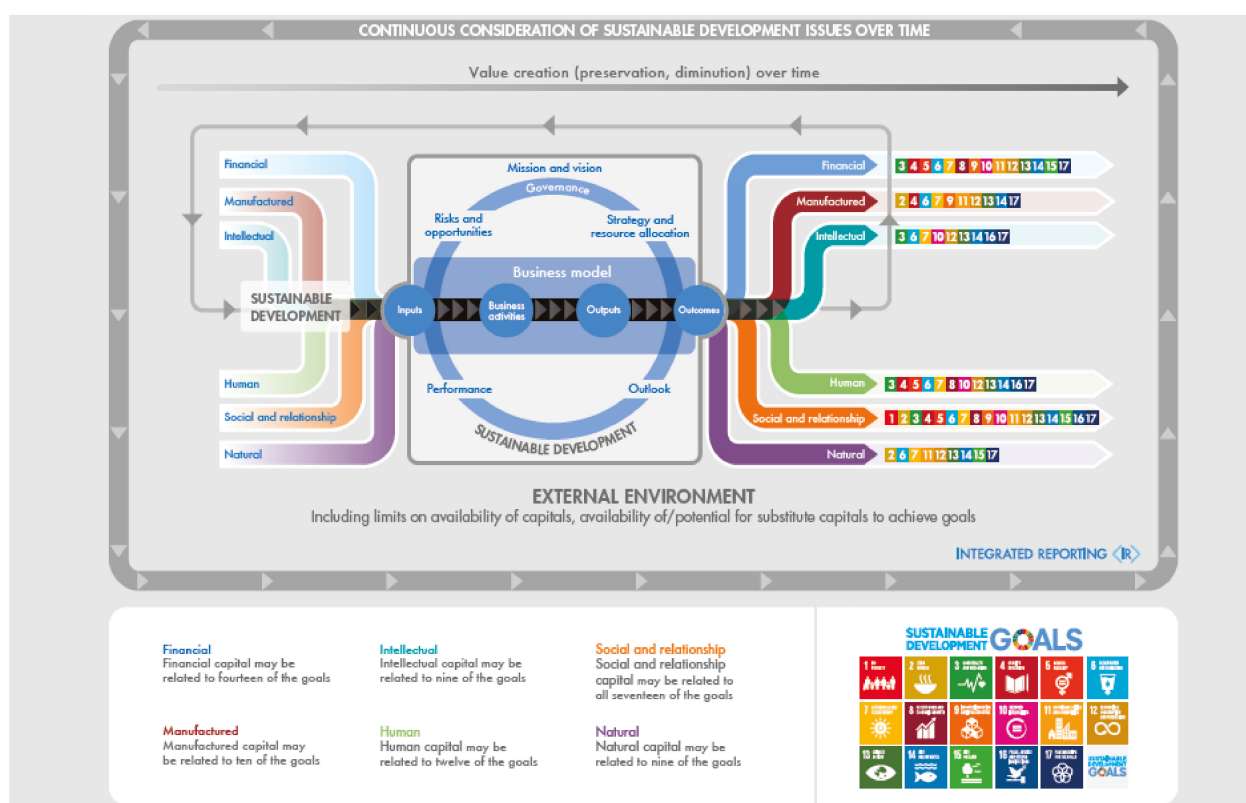 CONTINUOUS CONSIDERATION OF SUSTAINABLE DEVELOPMENT ISSUES OVER TIME
Value creation (preservation, diminution) over time
Financial
Manufactured
Intellectual
SUSTAINABLE
DEVELOPMENT
Human
Social and relationship
Natural
Mission and vision
Governance
Risks and
opportunities
Strategy and
resource allocation
Business model
Inputs
Business
activities
Outputs
Outcomes
Performance
Outlook
SUSTAINABLE DEVELOPMENT
Financial 3 4 5 6 7 8 9 10 11 12 13 14 15 17
Manufactured 2 4 6 7 9 11 12 13 14 17
Intellectual 3 6 7 10 12 13 14 16 17
Human 3 4 5 6 7 8 10 12 13 14 16 17
Social and relationship 1 2 3 4 5 6 7 8 9 10 11 12 13 14 15 16 17
Natural 2 6 7 11 12 13 14 15 17
EXTERNAL ENVIRONMENT
Including limits on availability of capitals, availability of/potential for substitute capitals to achieve goals
INTEGRATED REPORTING <IR>
Financial
Financial capital may be
related to fourteen of the goals
Intellectual
Intellectual capital may be
related to nine of the goals
Social and relationship
Social and relationship
capital may be related to
all seventeen of the goals
Manufactured
Manufactured capital may
be related to ten of the goals
Human
Human capital may be
related to twelve of the goals
Natural
Natural capital may be
related to nine of the goals
SUSTAINABLE
DEVELOPMENT GOALS
1 2 3 4 5 6
7 8 9 10 11 12
13 14 15 16 17
SUSTAINABLE
DEVELOPMENT
GOALS